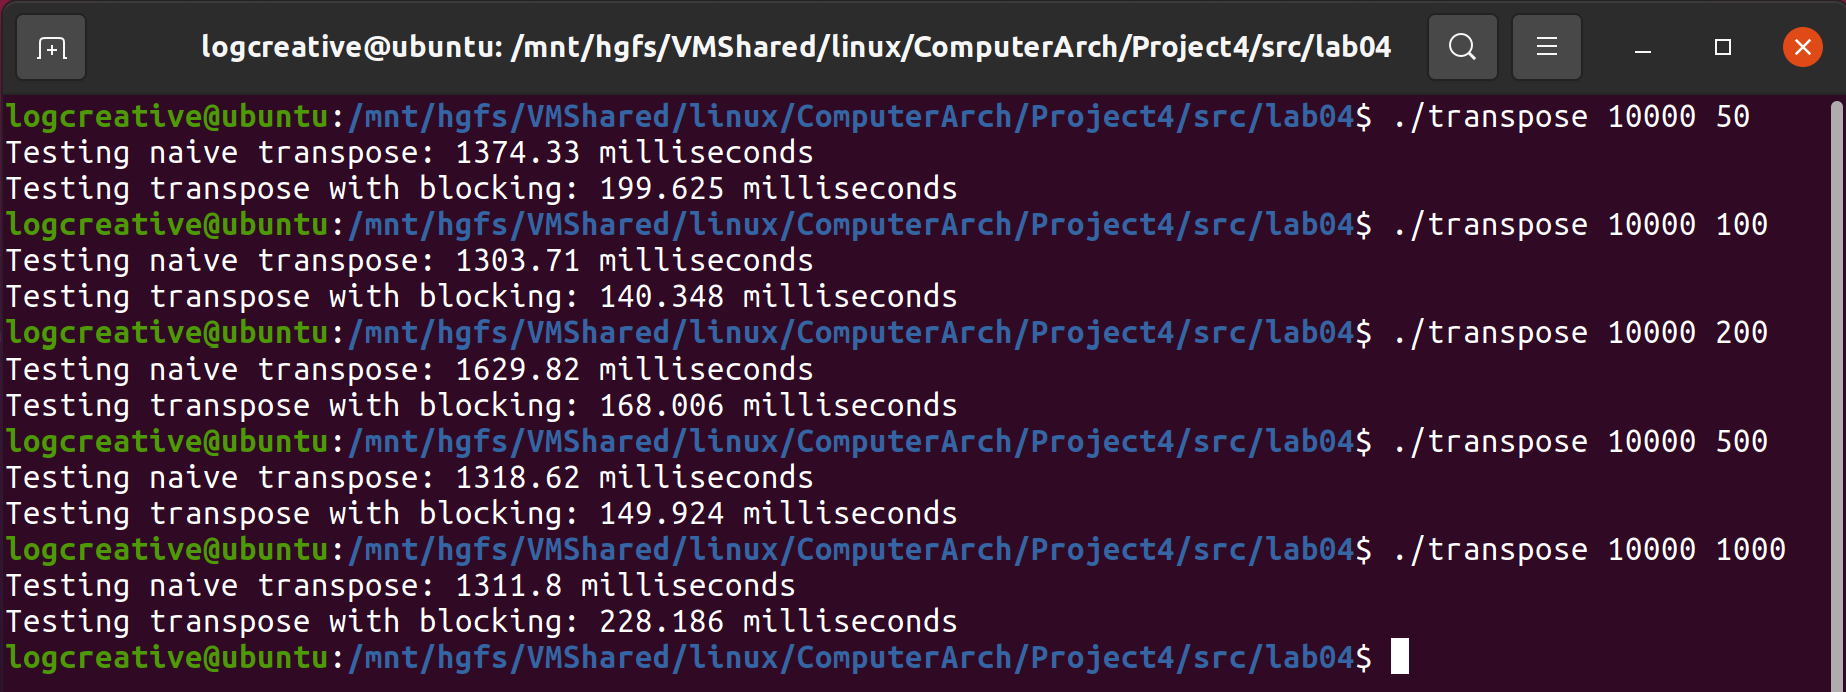 logcreative@ubuntu: /mnt/hgfs/VMShared/linux/ComputerArch/Project4/src/lab04
logcreative@ubuntu:/mnt/hgfs/VMShared/linux/ComputerArch/Project4/src/lab04$ ./transpose 10000 50
Testing naive transpose: 1374.33 milliseconds
Testing transpose with blocking: 199.625 milliseconds
logcreative@ubuntu:/mnt/hgfs/VMShared/linux/ComputerArch/Project4/src/lab04$ ./transpose 10000 100
Testing naive transpose: 1303.71 milliseconds
Testing transpose with blocking: 140.348 milliseconds
logcreative@ubuntu:/mnt/hgfs/VMShared/linux/ComputerArch/Project4/src/lab04$ ./transpose 10000 200
Testing naive transpose: 1629.82 milliseconds
Testing transpose with blocking: 168.006 milliseconds
logcreative@ubuntu:/mnt/hgfs/VMShared/linux/ComputerArch/Project4/src/lab04$ ./transpose 10000 500
Testing naive transpose: 1318.62 milliseconds
Testing transpose with blocking: 149.924 milliseconds
logcreative@ubuntu:/mnt/hgfs/VMShared/linux/ComputerArch/Project4/src/lab04$ ./transpose 10000 1000
Testing naive transpose: 1311.8 milliseconds
Testing transpose with blocking: 228.186 milliseconds
logcreative@ubuntu:/mnt/hgfs/VMShared/linux/ComputerArch/Project4/src/lab04$